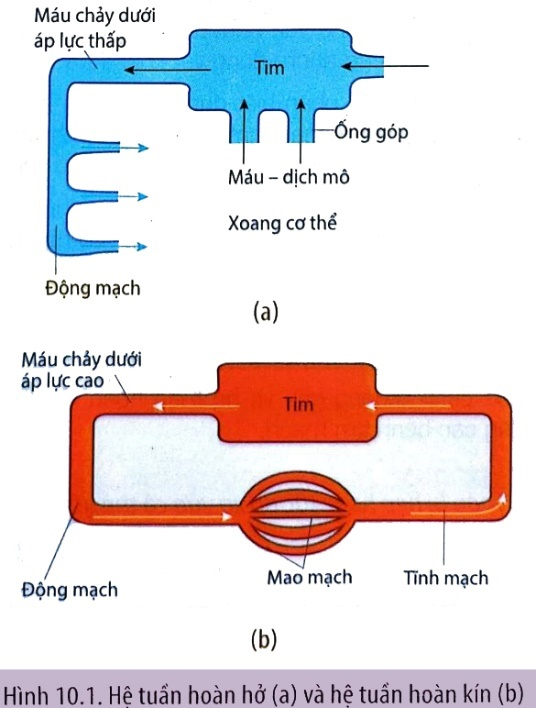 Máu chảy dưới
áp lực thấp
Tim
Ống góp
Máu – dịch mô
Xoang cơ thể
Động mạch
(a)
Máu chảy dưới
áp lực cao
Tim
Mao mạch
Tĩnh mạch
Động mạch
(b)
Hình 10.1. Hệ tuần hoàn hở (a) và hệ tuần hoàn kín (b)